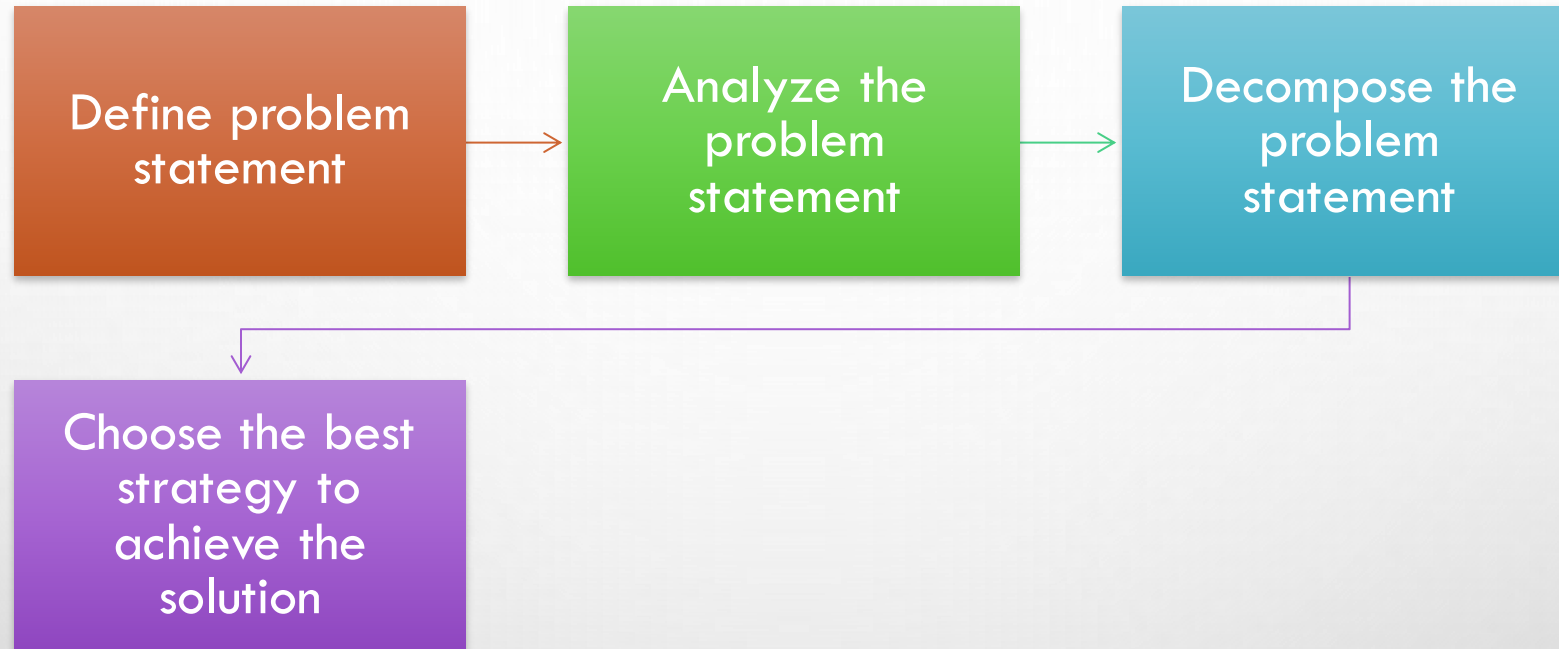 Define problem
statement
Analyze the
problem
statement
Decompose the
problem
statement
Choose the best
strategy to
achieve the
solution